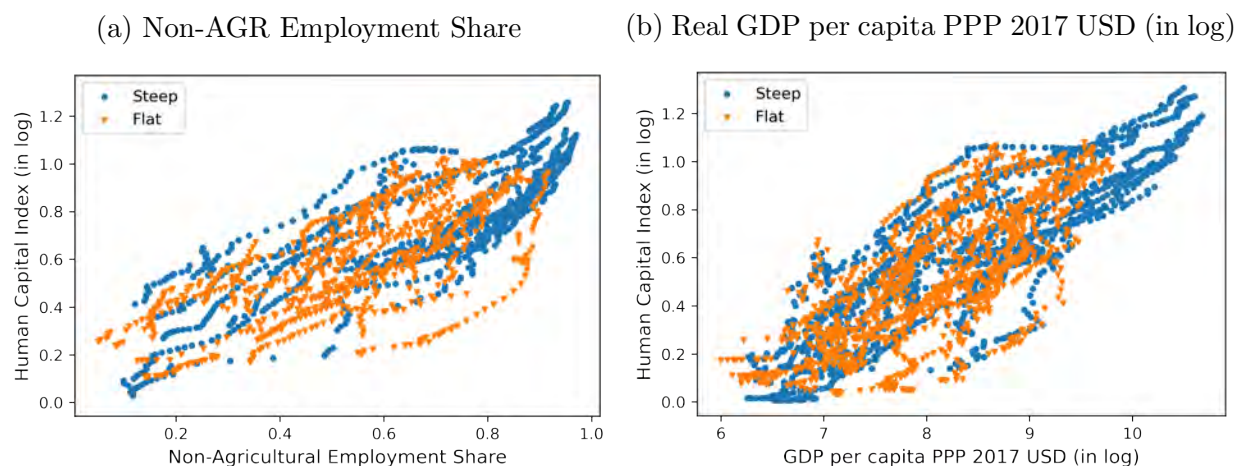 (a) Non-AGR Employment Share
(b) Real GDP per capita PPP 2017 USD (in log)
Human Capital Index (in log)
1.2
1.0
0.8
0.6
0.4
0.2
0.0
Steep
Flat
0.2
0.4
0.6
0.8
1.0
Non-Agricultural Employment Share
Human Capital Index (in log)
1.2
1.0
0.8
0.6
0.4
0.2
0.0
Steep
Flat
6
7
8
9
10
GDP per capita PPP 2017 USD (in log)